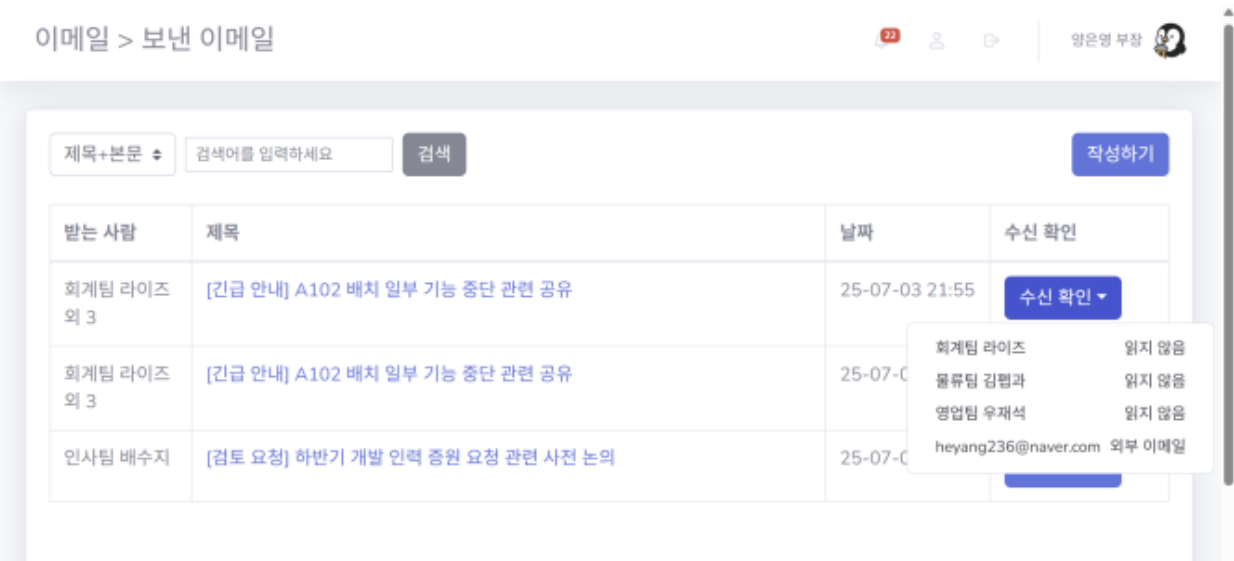 이메일 > 보낸 이메일
22
양은영 부장
제목+본문
검색어를 입력하세요
검색
작성하기
받는 사람 제목 날짜 수신 확인
회계팀 라이즈 외 3 [긴급 안내] A102 배치 일부 기능 중단 관련 공유 25-07-03 21:55 수신 확인
회계팀 라이즈 읽지 않음
물류팀 김펩과 읽지 않음
영업팀 우재석 읽지 않음
heyang236@naver.com 외부 이메일
회계팀 라이즈 외 3 [긴급 안내] A102 배치 일부 기능 중단 관련 공유 25-07-0
인사팀 배수지 [검토 요청] 하반기 개발 인력 증원 요청 관련 사전 논의 25-07-0